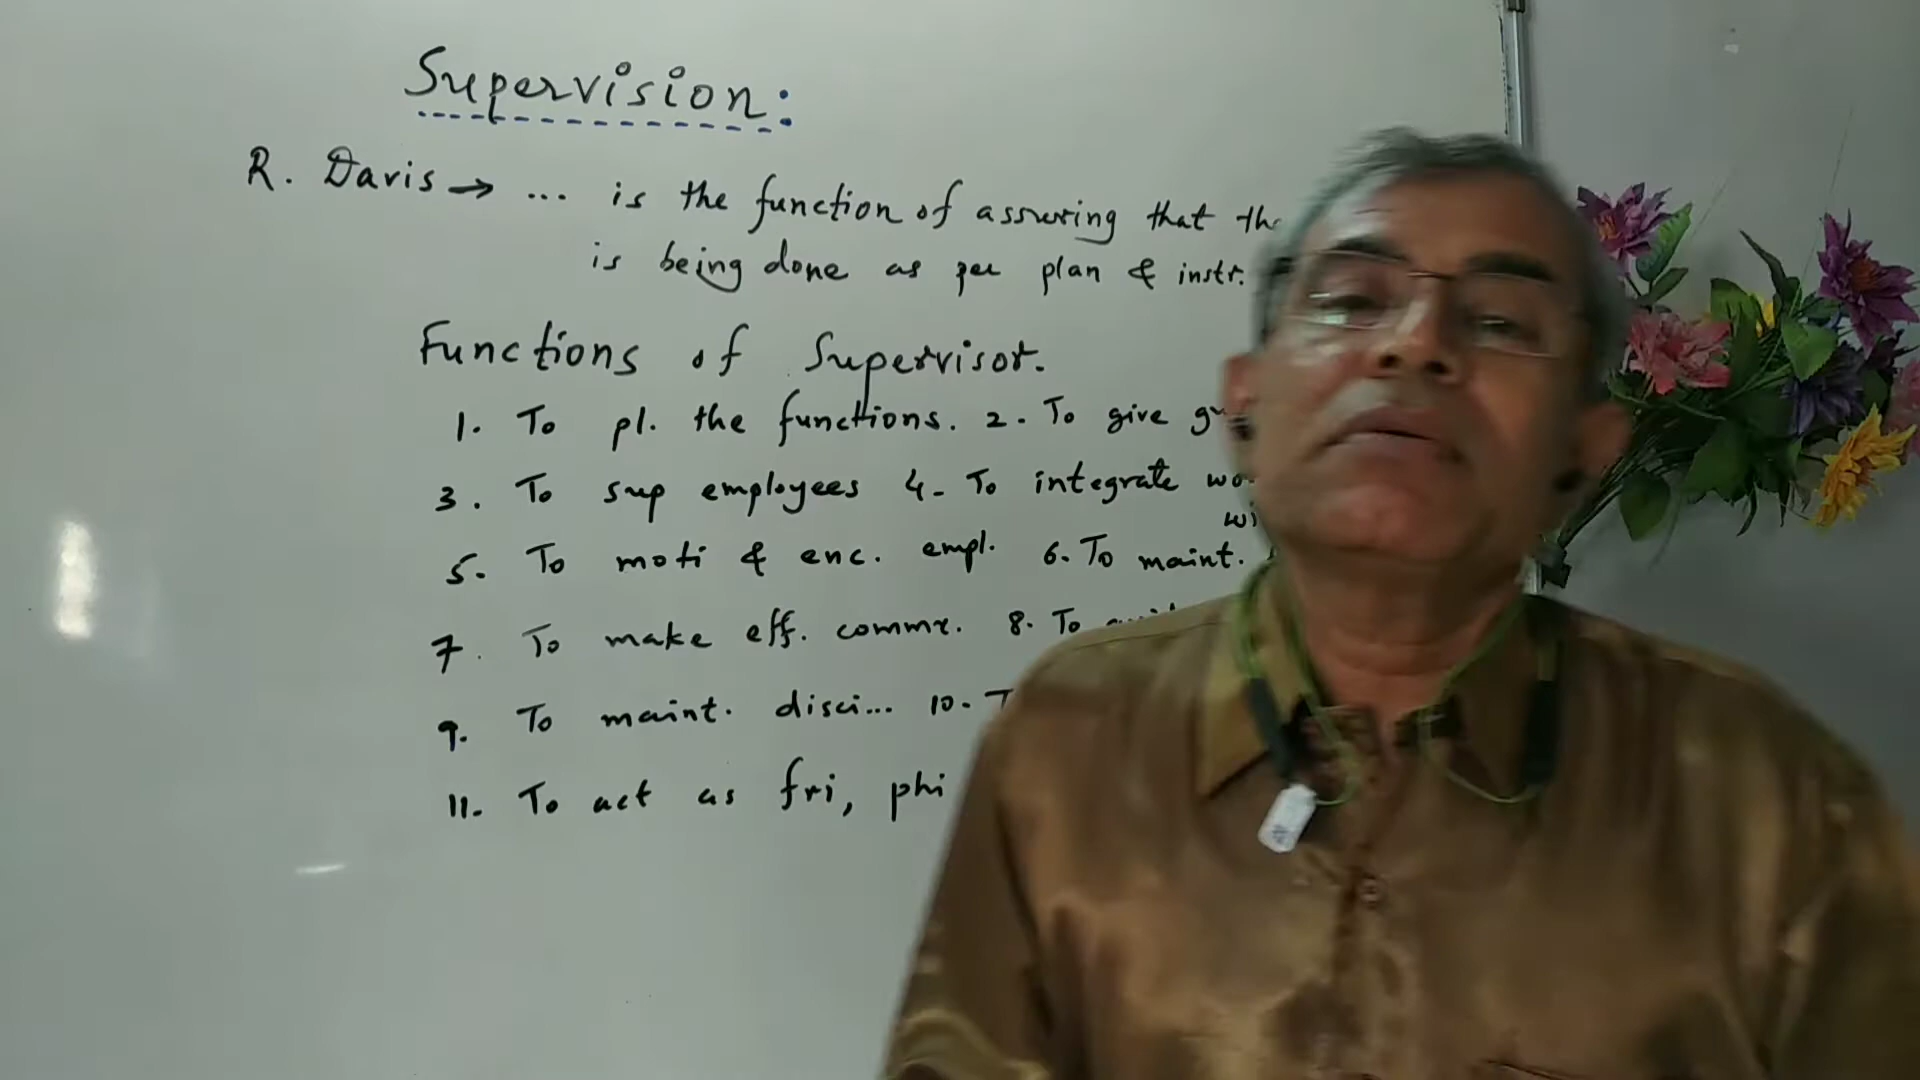 Supervision:
R. Davis → ... is the function of assuring that
is being done as per plan & instr.
Functions of Supervisor.
1. To pl. the functions. 2. To give
3. To sup employees 4. To integrate
5. To moti & enc. empl. 6. To maint.
7. To make eff. commx. 8. To
9. To maint. disci... 10.
11. To act as fri, phi